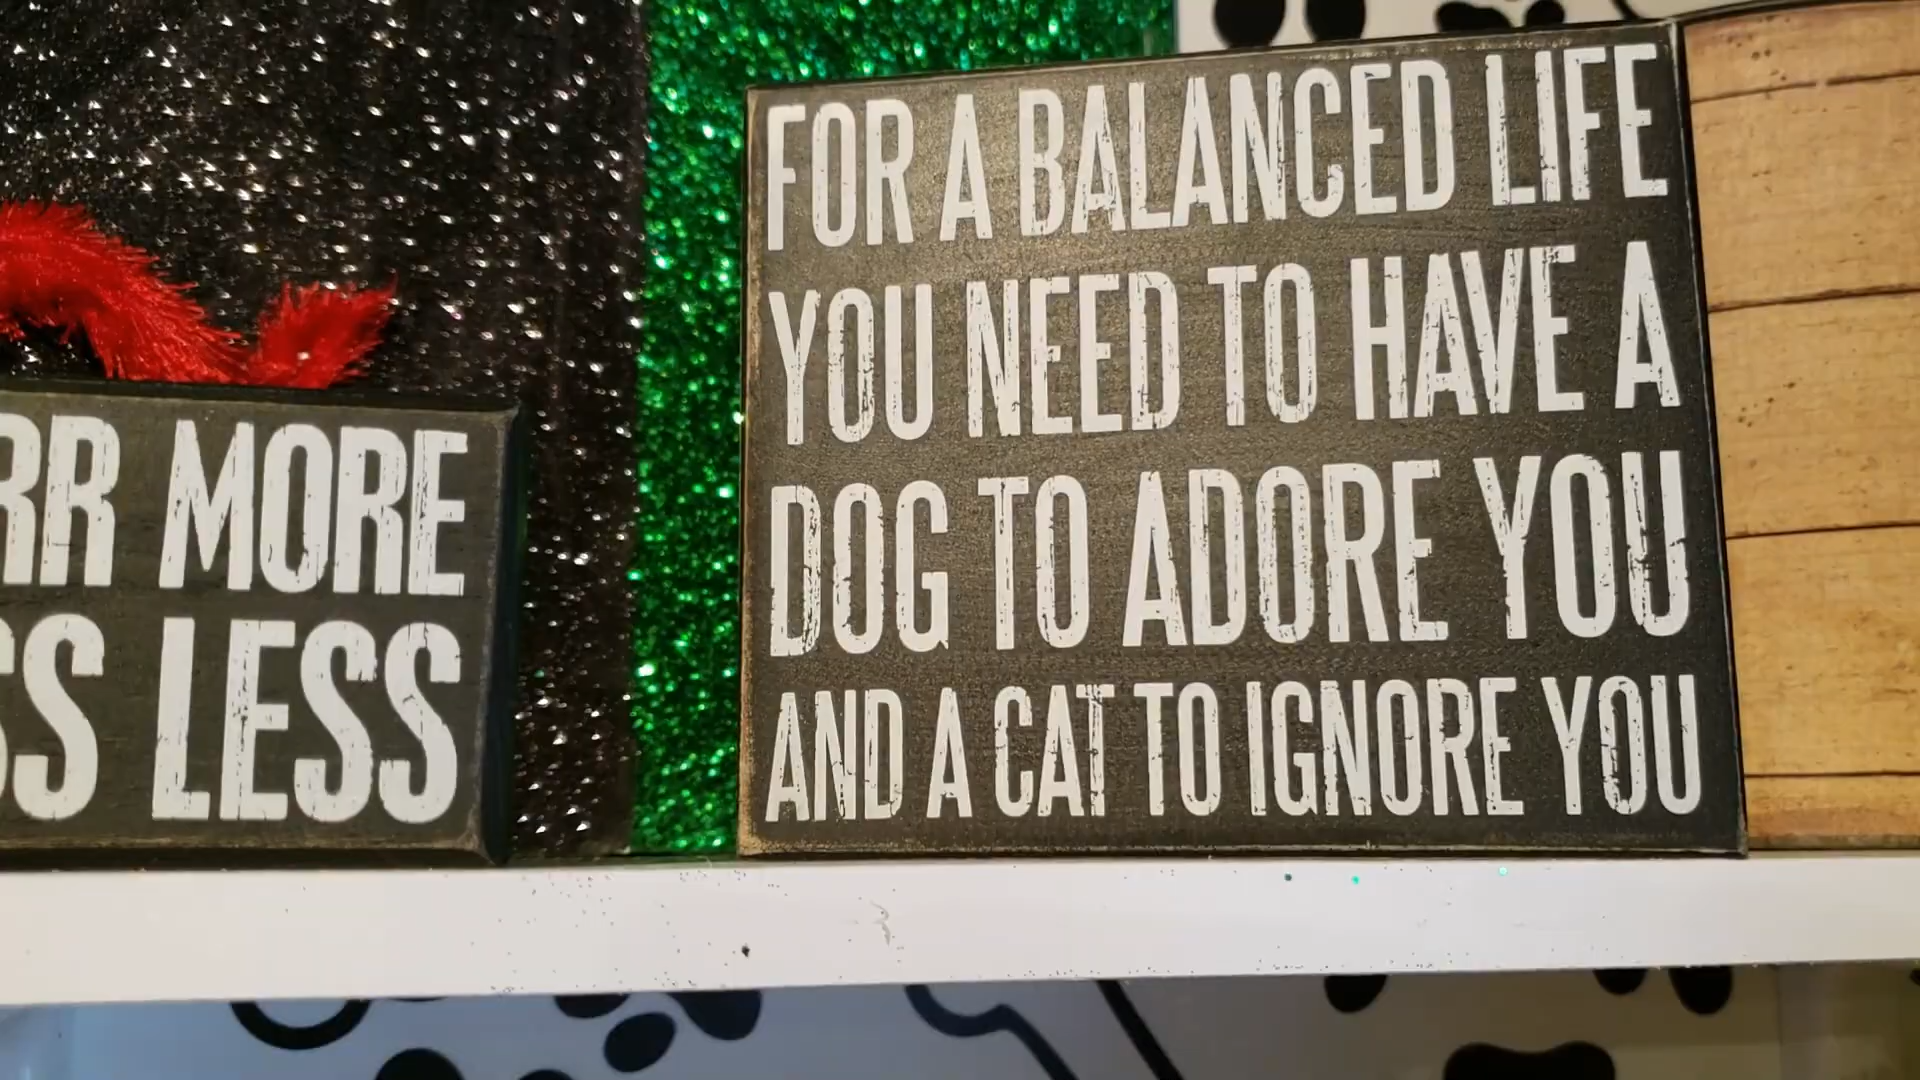 RR MORE
SS LESS
FOR A BALANCED LIFE
YOU NEED TO HAVE A
DOG TO ADORE YOU
AND A CAT TO IGNORE YOU